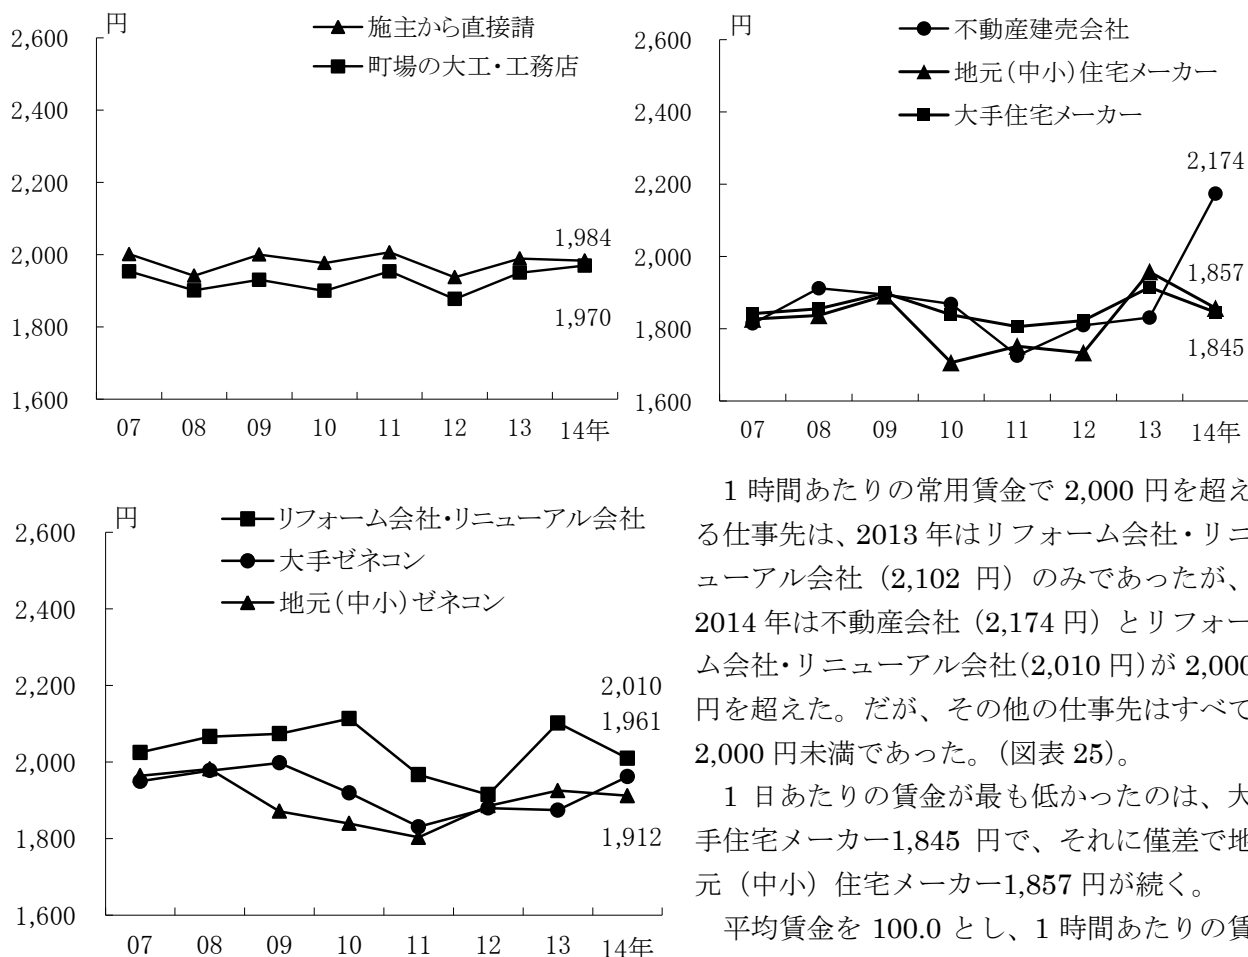 円
施主から直接請
町場の大工・工務店
2,600
2,400
2,200
2,000
1,800
1,600
1,984
1,970
07 08 09 10 11 12 13 14年
円
不動産建売会社
地元(中小)住宅メーカー
大手住宅メーカー
2,600
2,400
2,200
2,000
1,800
1,600
2,174
1,857
1,845
07 08 09 10 11 12 13 14年
円
リフォーム会社・リニューアル会社
大手ゼネコン
地元(中小)ゼネコン
2,600
2,400
2,200
2,000
1,800
1,600
2,010
1,961
1,912
07 08 09 10 11 12 13 14年
1 時間あたりの常用賃金で 2,000 円を超え
る仕事先は、2013 年はリフォーム会社・リニ
ューアル会社（2,102 円）のみであったが、
2014 年は不動産会社（2,174 円）とリフォー
ム会社・リニューアル会社(2,010 円)が 2,000
円を超えた。だが、その他の仕事先はすべて
2,000 円未満であった。（図表 25）。
1 日あたりの賃金が最も低かったのは、大
手住宅メーカー1,845 円で、それに僅差で地
元（中小）住宅メーカー1,857 円が続く。
平均賃金を 100.0 とし、1 時間あたりの賃